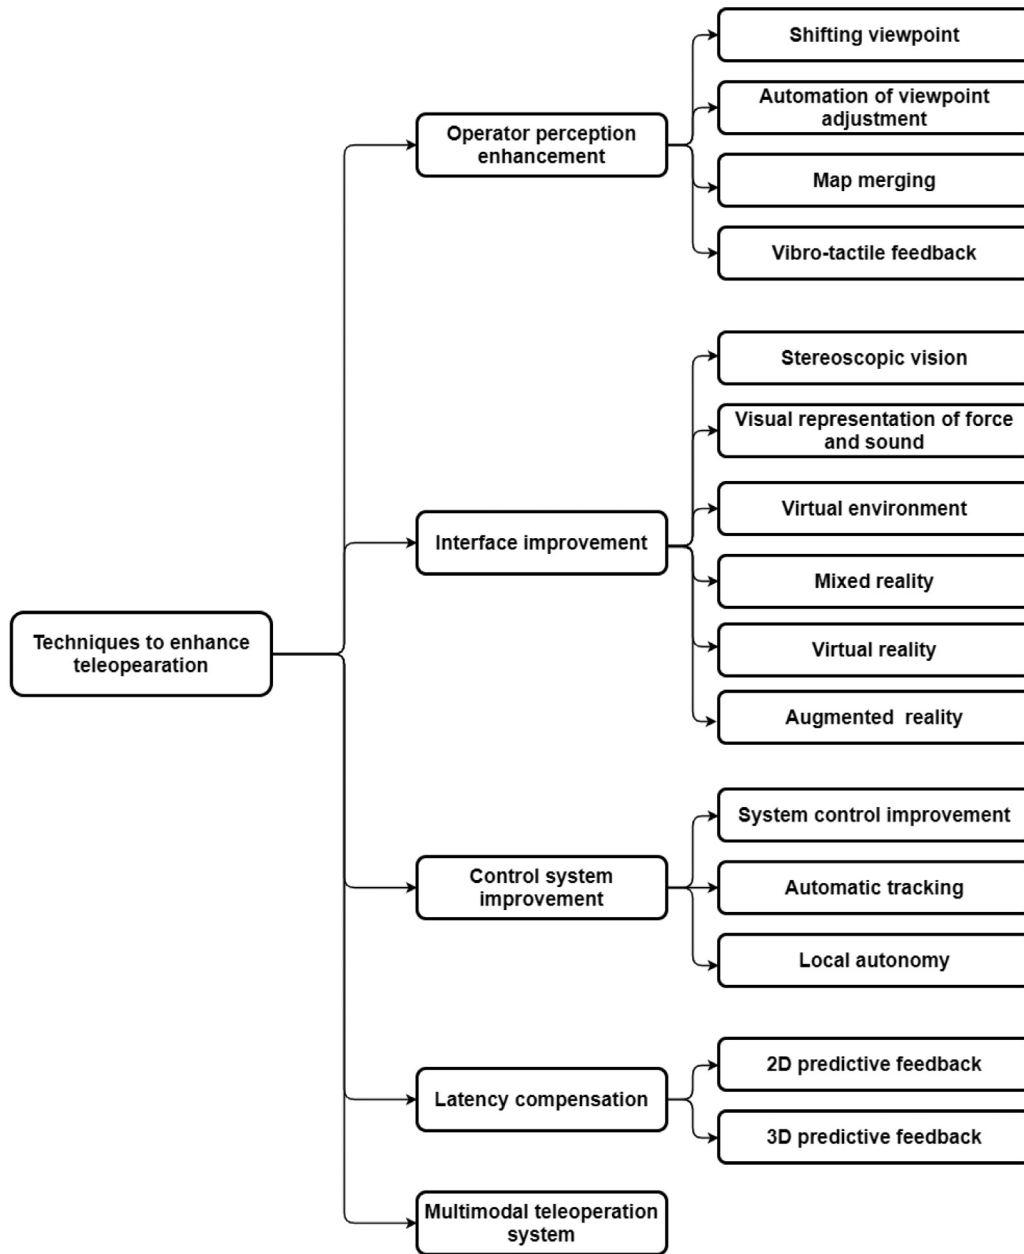 Techniques to enhance
teleopearation
Operator perception
enhancement
Shifting viewpoint
Automation of viewpoint
adjustment
Map merging
Vibro-tactile feedback
Interface improvement
Stereoscopic vision
Visual representation of force
and sound
Virtual environment
Mixed reality
Virtual reality
Augmented  reality
Control system
improvement
System control improvement
Automatic tracking
Local autonomy
Latency compensation
2D predictive feedback
3D predictive feedback
Multimodal teleoperation
system